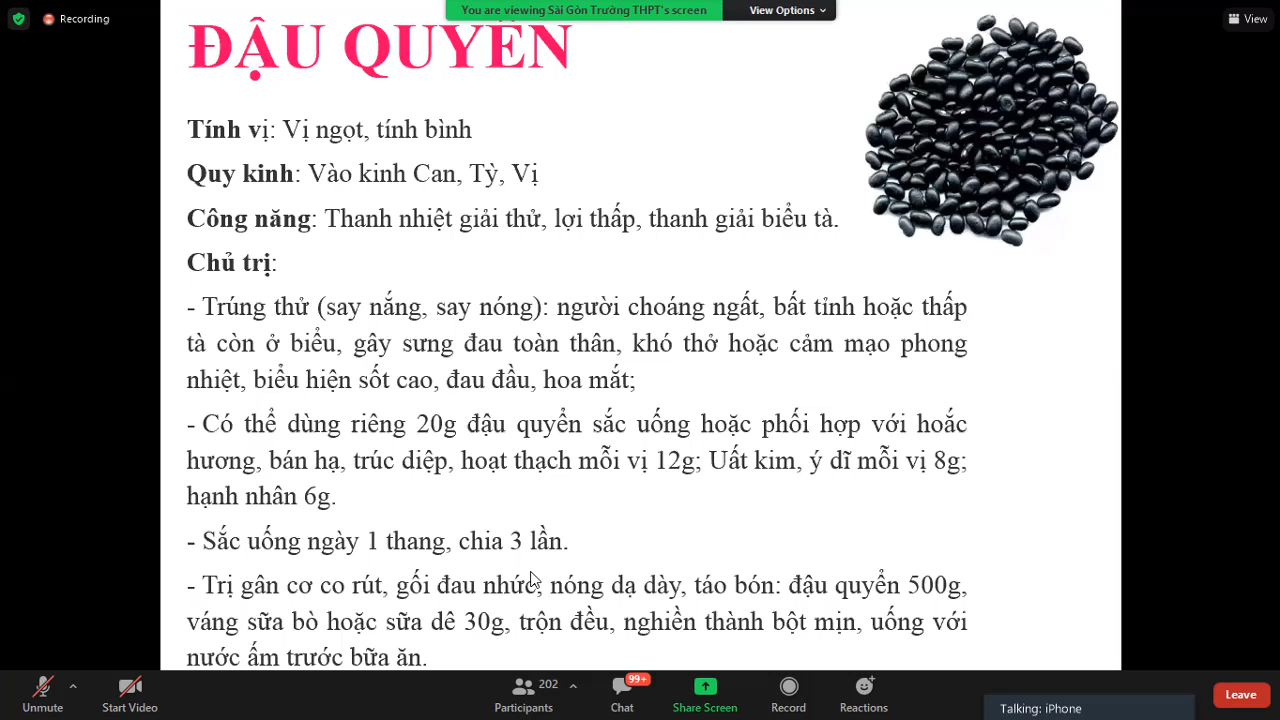 You are viewing Sài Gòn Trường THPT's screen
View Options
Recording
View
ĐẬU QUYỂN
Tính vị: Vị ngọt, tính bình
Quy kinh: Vào kinh Can, Tỳ, Vị
Công năng: Thanh nhiệt giải thử, lợi thấp, thanh giải biểu tà.
Chủ trị:
- Trúng thử (say nắng, say nóng): người choáng ngất, bất tỉnh hoặc thấp
tà còn ở biểu, gây sưng đau toàn thân, khó thở hoặc cảm mạo phong
nhiệt, biểu hiện sốt cao, đau đầu, hoa mắt;
- Có thể dùng riêng 20g đậu quyển sắc uống hoặc phối hợp với hoắc
hương, bán hạ, trúc diệp, hoạt thạch mỗi vị 12g; Uất kim, ý dĩ mỗi vị 8g;
hạnh nhân 6g.
- Sắc uống ngày 1 thang, chia 3 lần.
- Trị gân cơ co rút, gối đau nhức, nóng dạ dày, táo bón: đậu quyển 500g,
váng sữa bò hoặc sữa dê 30g, trộn đều, nghiền thành bột mịn, uống với
nước ấm trước bữa ăn.
Unmute
Start Video
202
Participants
99+
Chat
Share Screen
Record
Reactions
Talking: iPhone
Leave